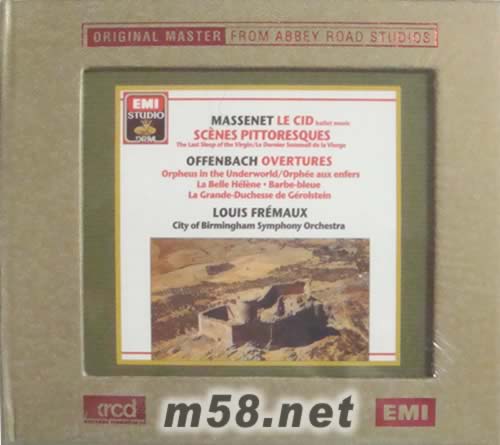 ORIGINAL MASTER FROM ABBEY ROAD STUDIOS
EMI
STUDIO
DRM
MASSENET LE CID ballet music
SCÈNES PITTORESQUES
The Last Sleep of the Virgin/Le Dernier Sommeil de la Vierge
OFFENBACH OVERTURES
Orpheus in the Underworld/Orphée aux enfers
La Belle Hélène • Barbe-bleue
La Grande-Duchesse de Gérolstein
LOUIS FRÉMAUX
City of Birmingham Symphony Orchestra
xrcd
m58.net
EMI